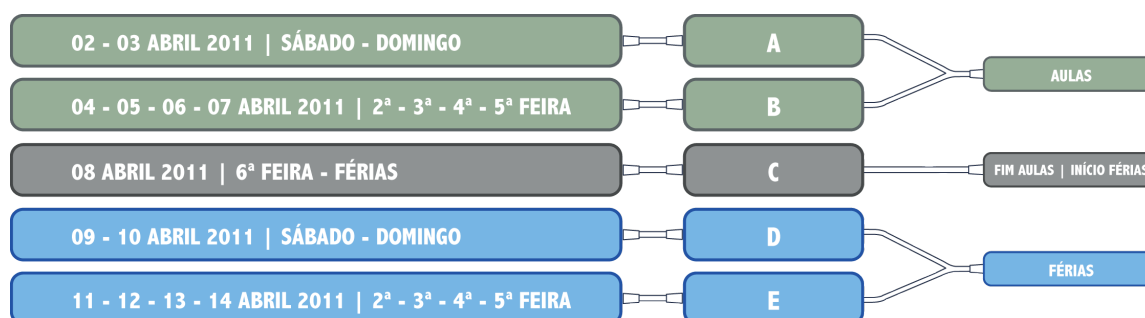 02 - 03 ABRIL 2011 | SÁBADO - DOMINGO
A
04 - 05 - 06 - 07 ABRIL 2011 | 2ª - 3ª - 4ª - 5ª FEIRA
B
AULAS
08 ABRIL 2011 | 6ª FEIRA - FÉRIAS
C
FIM AULAS | INÍCIO FÉRIAS
09 - 10 ABRIL 2011 | SÁBADO - DOMINGO
D
11 - 12 - 13 - 14 ABRIL 2011 | 2ª - 3ª - 4ª - 5ª FEIRA
E
FÉRIAS